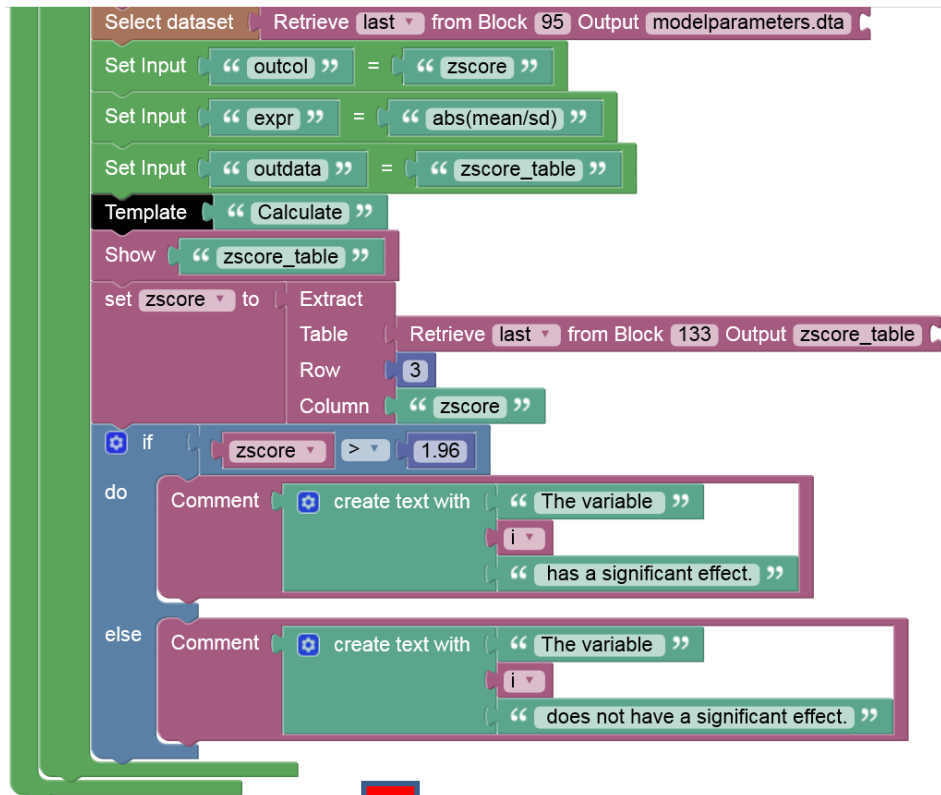 Select dataset Retrieve last from Block 95 Output modelparameters.dta
Set Input “ outcol ” = “ zscore ”
Set Input “ expr ” = “ abs(mean/sd) ”
Set Input “ outdata ” = “ zscore_table ”
Template “ Calculate ”
Show “ zscore_table ”
set zscore to Extract
Table Retrieve last from Block 133 Output zscore_table
Row 3
Column “ zscore ”
if zscore > 1.96
do Comment create text with “ The variable ”
i
“ has a significant effect. ”
else Comment create text with “ The variable ”
i
“ does not have a significant effect. ”